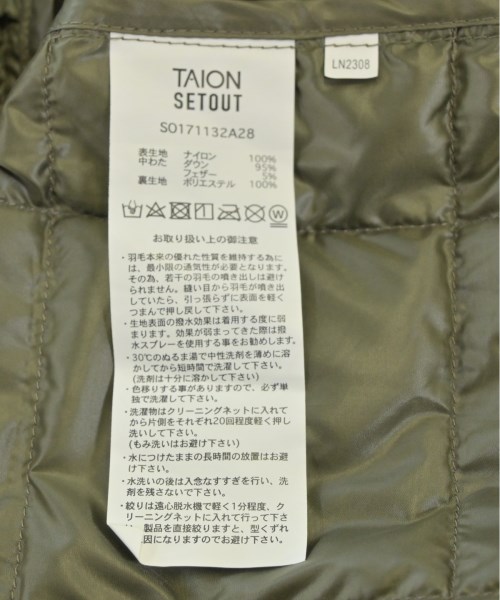 TAION
SETOUT
LN2308
SO171132A28
表生地 ナイロン 100%
中わた ダウン 95%
フェザー 5%
裏生地 ポリエステル 100%
W
お取り扱い上の御注意
・羽毛本来の優れた性質を維持する為に
は、最小限の通気性が必要となります。
その為、若干の羽毛の噴き出しは避け
られません。縫い目から羽毛が噴き出
していたら、引っ張らずに表面を軽く
つまんで押し戻して下さい。
・生地表面の撥水効果は着用する度に弱
まります。効果が弱まってきた際は撥
水スプレーを使用する事をお勧めします。
・30℃のぬるま湯で中性洗剤を薄めに溶
かしてから短時間で洗濯して下さい。
(洗剤は十分に溶かして下さい)
・色移りする事がありますので、必ず単
独で洗濯して下さい。
・洗濯物はクリーニングネットに入れて
から片側をそれぞれ20回程度軽く押し
洗いして下さい。
(もみ洗いはお避け下さい)
・水につけたままの長時間の放置はお避け
下さい。
・水洗いの後は入念なすすぎを行い、洗
剤を残さないで下さい。
・絞りは遠心脱水機で軽く1分程度、ク
リーニングネットに入れて行って下さ
い。製品を直接絞りますと、型くずれ
の原因になりますのでお避け下さい。